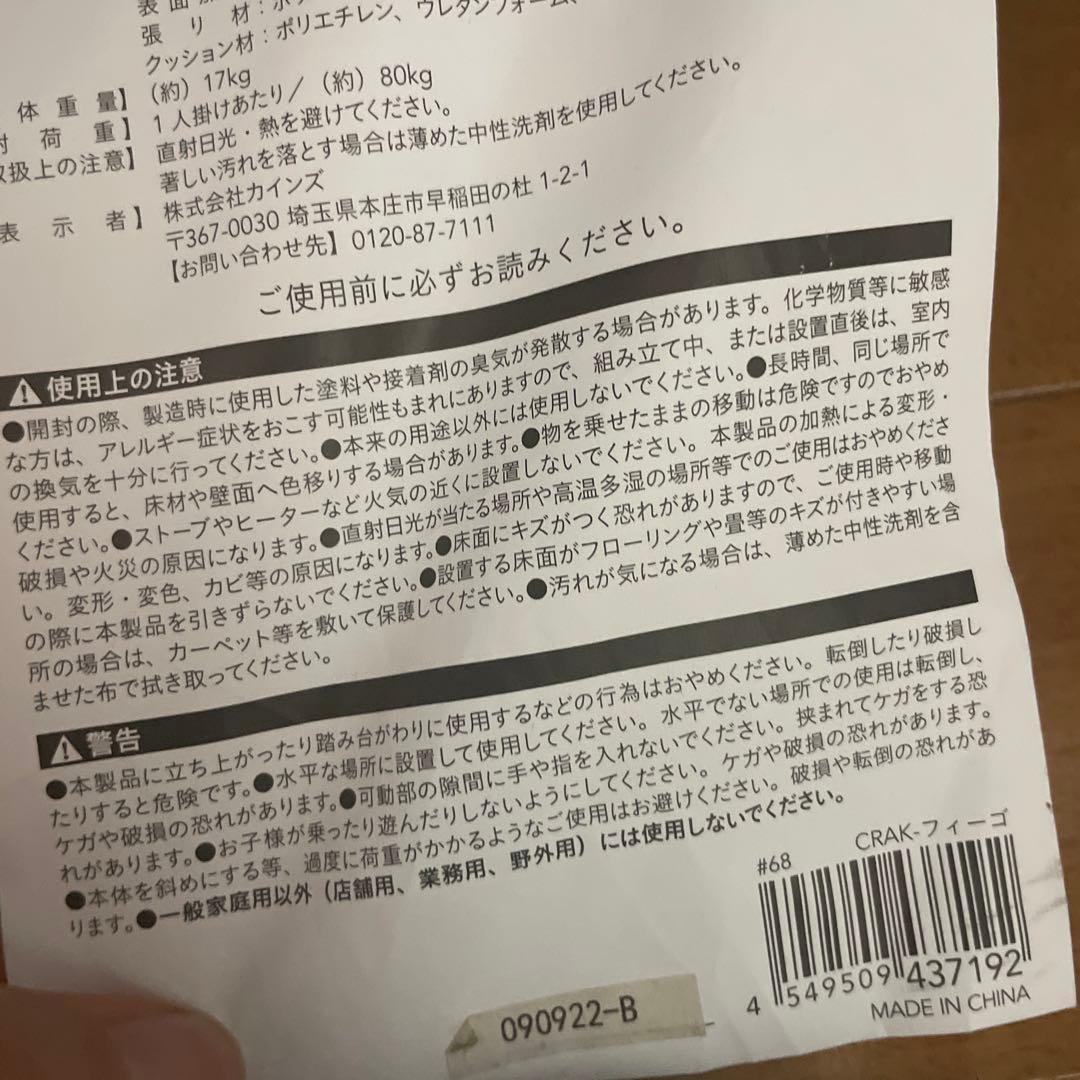 張り材：ポリ
クッション材：ポリエチレン、ウレタンフォーム、
体重量】（約）17kg
荷重】1人掛けあたり/（約）80kg
取扱上の注意】直射日光・熱を避けてください。
著しい汚れを落とす場合は薄めた中性洗剤を使用してください。
表示者】株式会社カインズ
〒367-0030 埼玉県本庄市早稲田の杜 1-2-1
【お問い合わせ先】0120-87-7111
ご使用前に必ずお読みください。
使用上の注意
●開封の際、製造時に使用した塗料や接着剤の臭気が発散する場合があります。化学物質等に敏感
な方は、アレルギー症状をおこす可能性もまれにありますので、組み立て中、または設置直後は、室内
の換気を十分に行ってください。●本来の用途以外には使用しないでください。●長時間、同じ場所で
使用すると、床材や壁面へ色移りする場合があります。●物を乗せたままの移動は危険ですのでおやめ
ください。●ストーブやヒーターなど火気の近くに設置しないでください。本製品の加熱による変形・
破損や火災の原因になります。●直射日光が当たる場所や高温多湿の場所等でのご使用はおやめくださ
い。変形・変色、カビ等の原因になります。●床面にキズがつく恐れがありますので、ご使用時や移動
の際に本製品を引きずらないでください。●設置する床面がフローリングや畳等のキズが付きやすい場
所の場合は、カーペット等を敷いて保護してください。●汚れが気になる場合は、薄めた中性洗剤を含
ませた布で拭き取ってください。
警告
●本製品に立ち上がったり踏み台がわりに使用するなどの行為はおやめください。転倒したり破損し
たりすると危険です。●水平な場所に設置して使用してください。水平でない場所での使用は転倒し、
ケガや破損の恐れがあります。●可動部の隙間に手や指を入れないでください。挟まれてケガをする恐
れがあります。●お子様が乗ったり遊んだりしないようにしてください。ケガや破損の恐れがあります。
●本体を斜めにする等、過度に荷重がかかるようなご使用はお避けください。破損や転倒の恐れがあ
ります。●一般家庭用以外（店舗用、業務用、野外用）には使用しないでください。
CRAK-フィーゴ
#68
4 549509 437192
MADE IN CHINA
090922-B